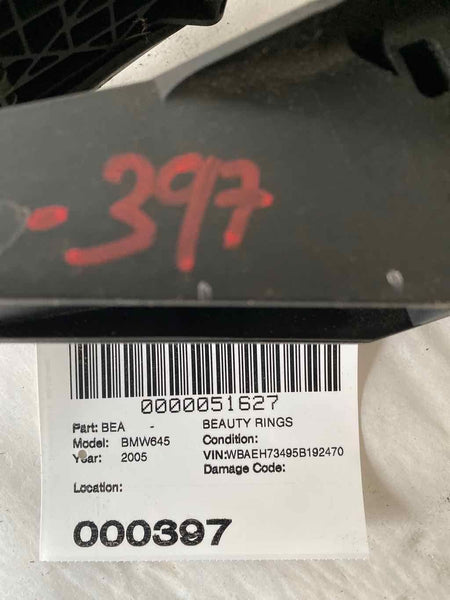 -397
0000051627
Part: BEA - BEAUTY RINGS
Model: BMW645 Condition:
Year: 2005 VIN:WBAEH73495B192470
Damage Code:
Location:
000397